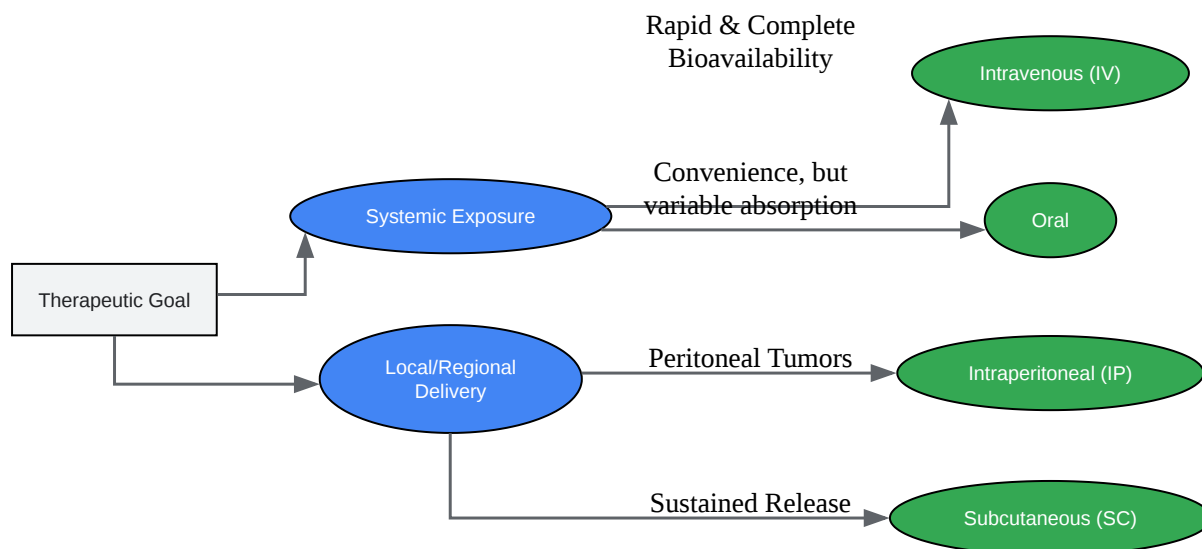 Rapid & Complete
Bioavailability
Intravenous (IV)
Convenience, but
variable absorption
Systemic Exposure
Oral
Therapeutic Goal
Local/Regional
Delivery
Peritoneal Tumors
Intraperitoneal (IP)
Sustained Release
Subcutaneous (SC)